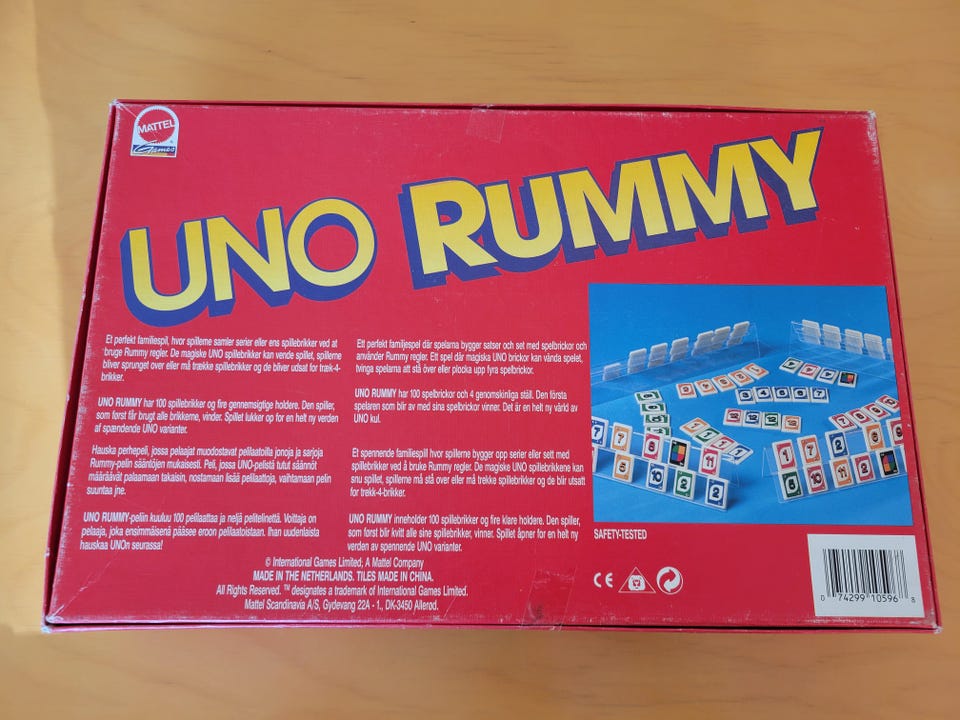 MATTEL
Games
UNO RUMMY
Et perfekt familiespil, hvor spillerne samler serier eller ens spillebrikker ved at
bruge Rummy regler. De magiske UNO spillebrikker kan vende spillet, spillerne
bliver sprunget over eller må trække spillebrikker og de bliver udsat for træk-4-
brikker.
UNO RUMMY har 100 spillebrikker og fire gennemsigtige holdere. Den spiller,
som først får brugt alle brikkerne, vinder. Spillet lukker op for en helt ny verden
af spændende UNO varianter.
Hauska perhepeli, jossa pelaajat muodostavat pelilaatoilla jonoja ja sarjoja
Rummy-pelin sääntöjen mukaisesti. Peli, jossa UNO-pelistä tutut säännöt
määräävät palaamaan takaisin, nostamaan lisää pelilaattoja, vaihtamaan pelin
suuntaa jne.
UNO RUMMY-peliin kuuluu 100 pelilaattaa ja neljä pelitelinettä. Voittaja on
pelaaja, joka ensimmäisenä pääsee eroon pelilaatoistaan. Ihan uudenlaista
hauskaa UNOn seurassa!
Ett perfekt familjespel där spelarna bygger satser och set med spelbrickor och
använder Rummy regler. Ett spel där magiska UNO brickor kan vända spelet,
tvinga spelarna att stå över eller plocka upp fyra spelbrickor.
UNO RUMMY har 100 spelbrickor och 4 genomskinliga ställ. Den första
spelaren som blir av med sina spelbrickor vinner. Det är en helt ny värld av
UNO kul.
Et spennende familiespill hvor spillerne bygger opp serier eller sett med
spillebrikker ved å bruke Rummy regler. De magiske UNO spillebrikkene kan
snu spillet, spillerne må stå over eller må trekke spillebrikker og de blir utsatt
for trekk-4-brikker.
UNO RUMMY inneholder 100 spillebrikker og fire klare holdere. Den spiller,
som først blir kvitt alle sine brikker, vinner. Spillet åpner for en helt ny
verden av spennende UNO varianter.
© International Games Limited; A Mattel Company
MADE IN THE NETHERLANDS. TILES MADE IN CHINA.
All Rights Reserved. ™ designates a trademark of International Games Limited.
Mattel Scandinavia A/S, Gydevang 22A - 1., DK-3450 Allerod.
SAFETY-TESTED
CE
0 74299 10596 8